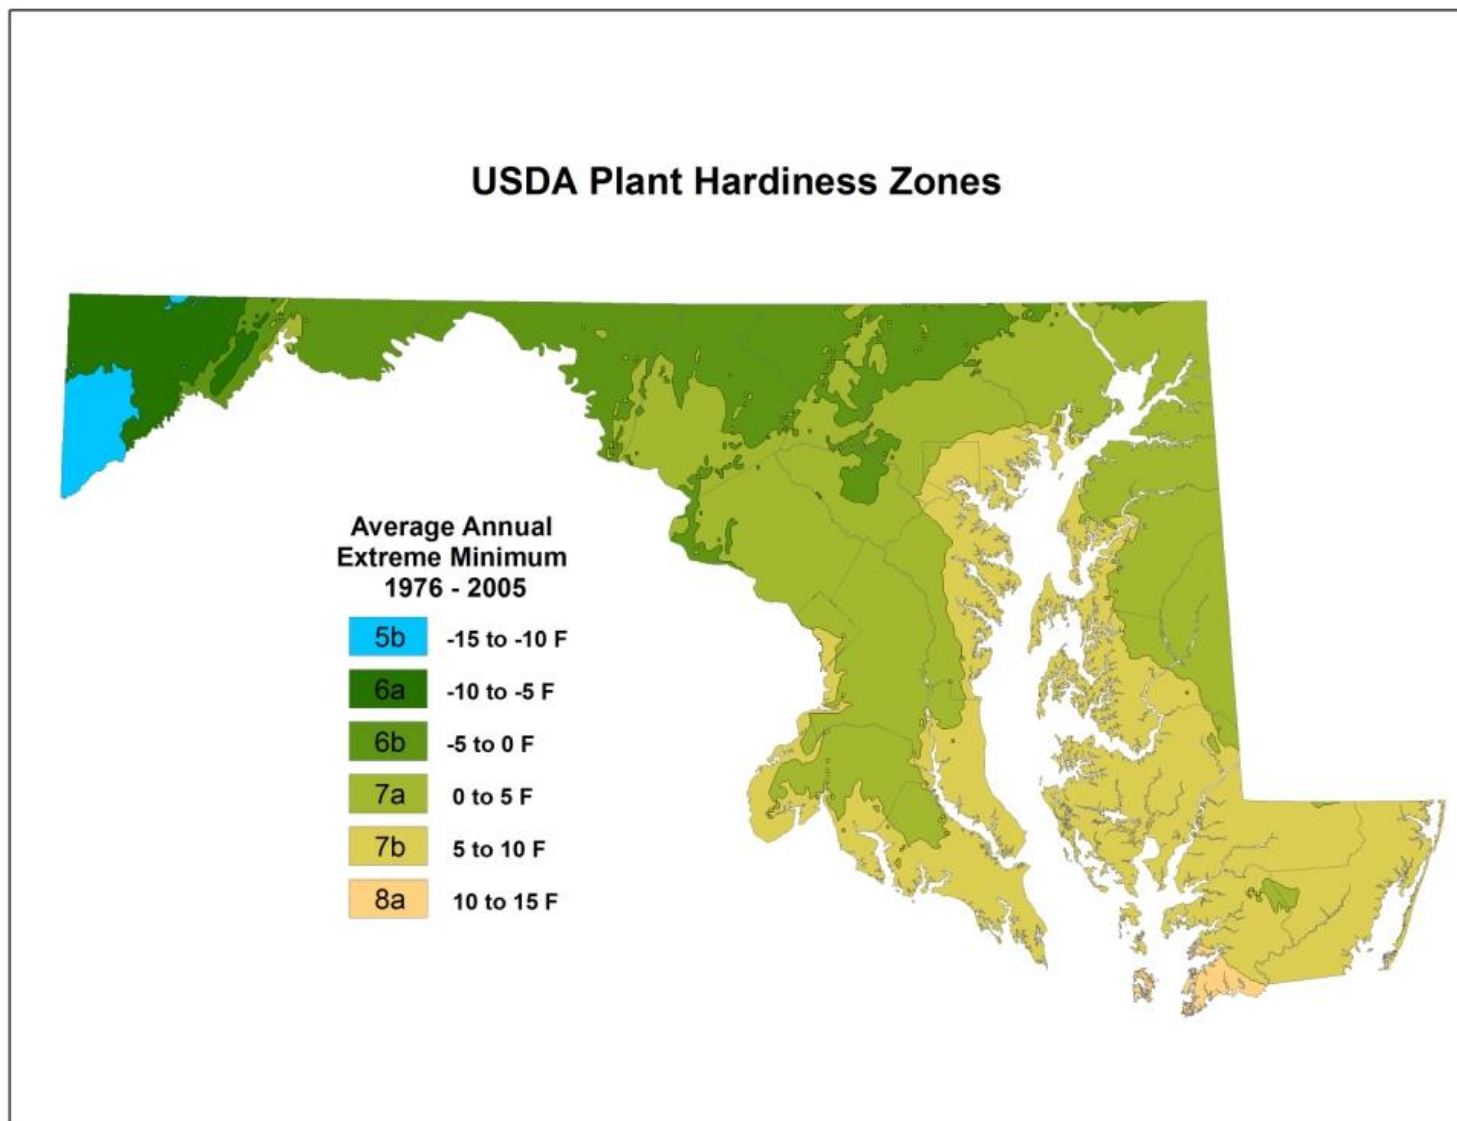 USDA Plant Hardiness Zones
Average Annual
Extreme Minimum
1976 - 2005
5b -15 to -10 F
6a -10 to -5 F
6b -5 to 0 F
7a 0 to 5 F
7b 5 to 10 F
8a 10 to 15 F